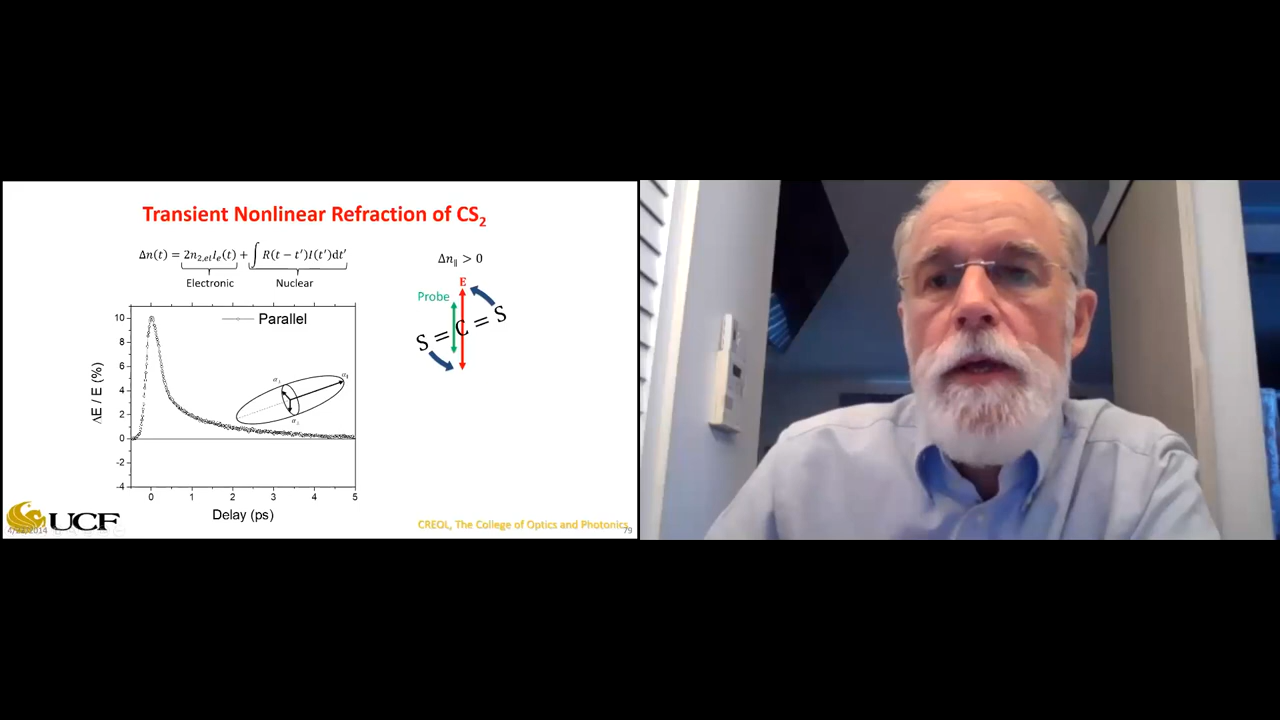 Transient Nonlinear Refraction of CS₂
Δn(t) = 2n₂,ₑₗIₑ(t) + ∫ R(t − t′)I(t′)dt′
Electronic
Nuclear
Δn∥ > 0
E
Probe
S = C = S
Parallel
ΔE / E (%)
10
8
6
4
2
0
-2
-4
0 1 2 3 4 5
Delay (ps)
UCF
CREOL, The College of Optics and Photonics
79